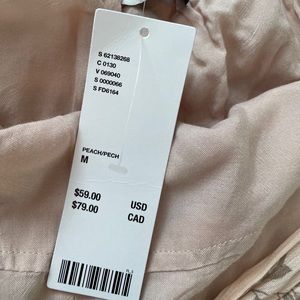 S 62138268
C 0130
V 069040
S 0000066
S FD6164
PEACH/PECH
M
$59.00 USD
$79.00 CAD